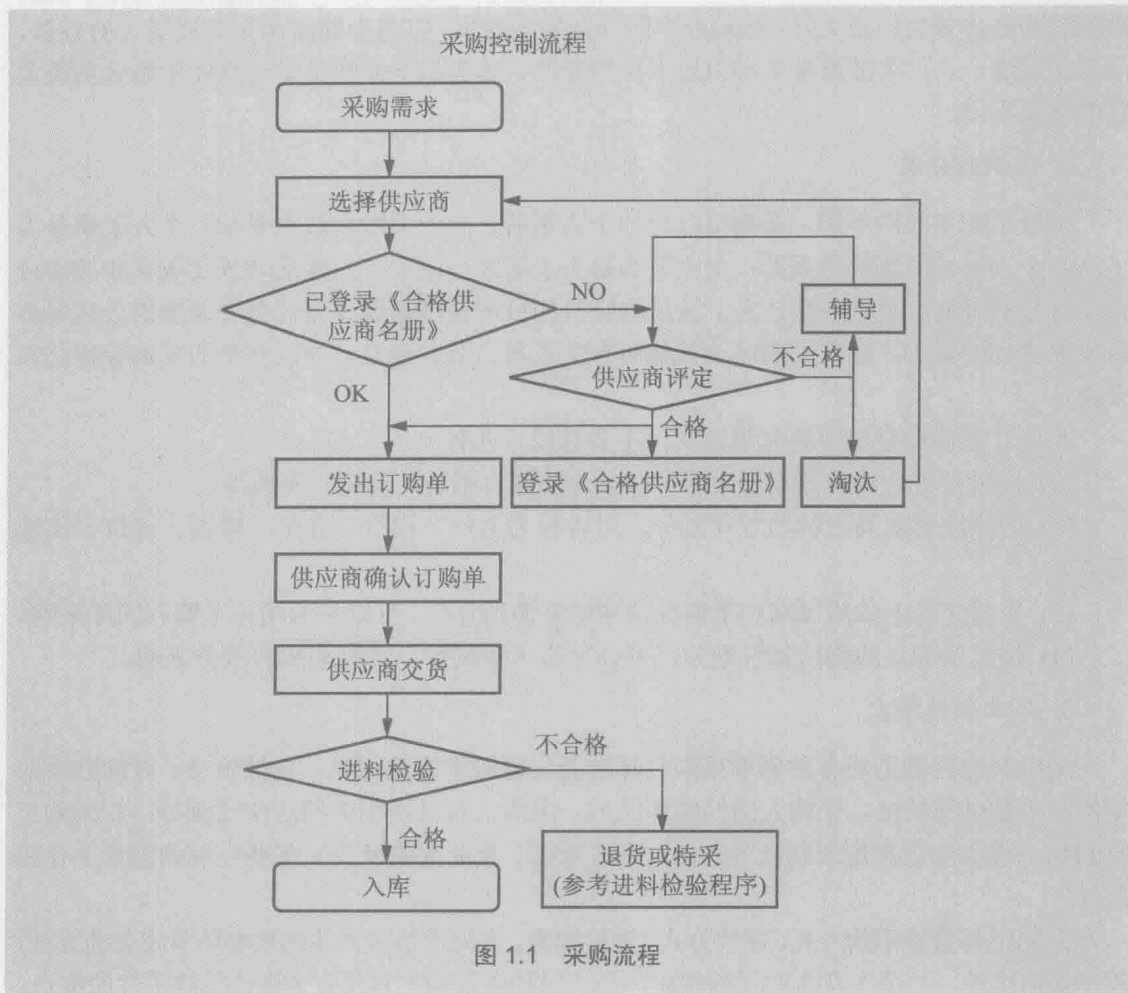 采购控制流程
采购需求
选择供应商
已登录《合格供
应商名册》
NO
辅导
供应商评定
不合格
OK
合格
发出订购单
登录《合格供应商名册》
淘汰
供应商确认订购单
供应商交货
进料检验
不合格
合格
退货或特采
(参考进料检验程序)
入库
图 1.1 采购流程